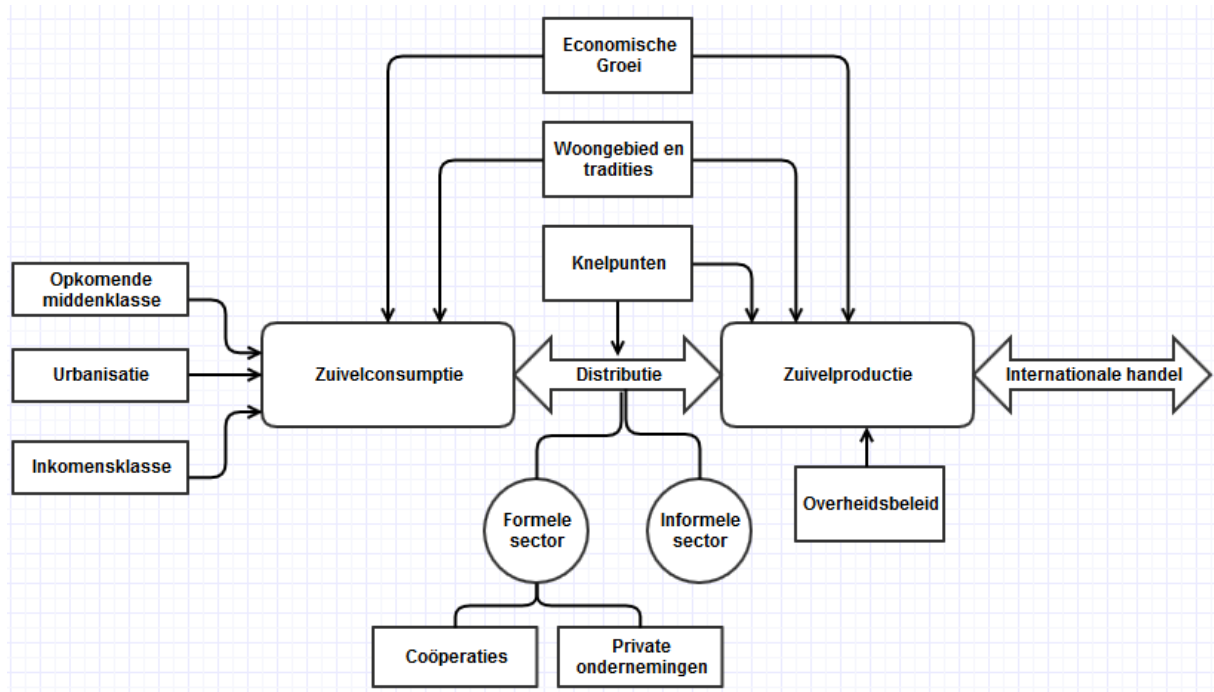 Economische
Groei
Woongebied en
tradities
Knelpunten
Opkomende
middenklasse
Urbanisatie
Inkomensklasse
Zuivelconsumptie
Distributie
Zuivelproductie
Internationale handel
Overheidsbeleid
Formele
sector
Informele
sector
Coöperaties
Private
ondernemingen